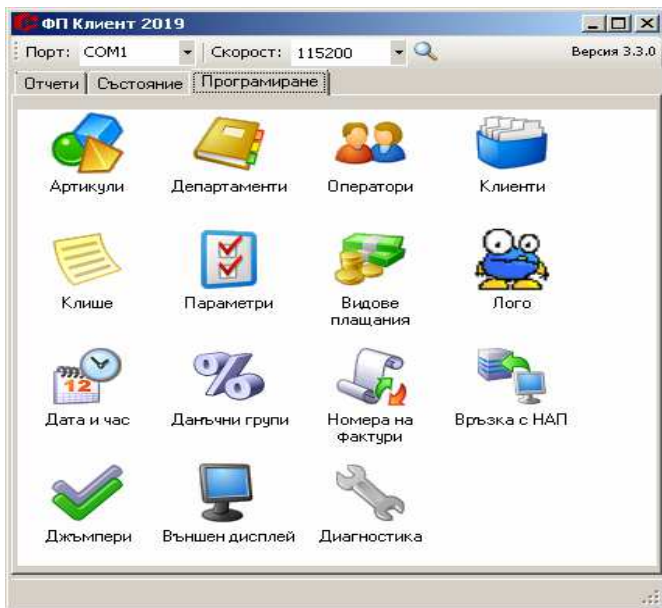 ФП Клиент 2019
Порт: COM1 Скорост: 115200 Версия 3.3.0
Отчети Състояние Програмиране
Артикули Департаменти Оператори Клиенти
Клише Параметри Видове плащания Лого
12
Дата и час Данъчни групи Номера на фактури Връзка с НАП
Джъмпери Външен дисплей Диагностика